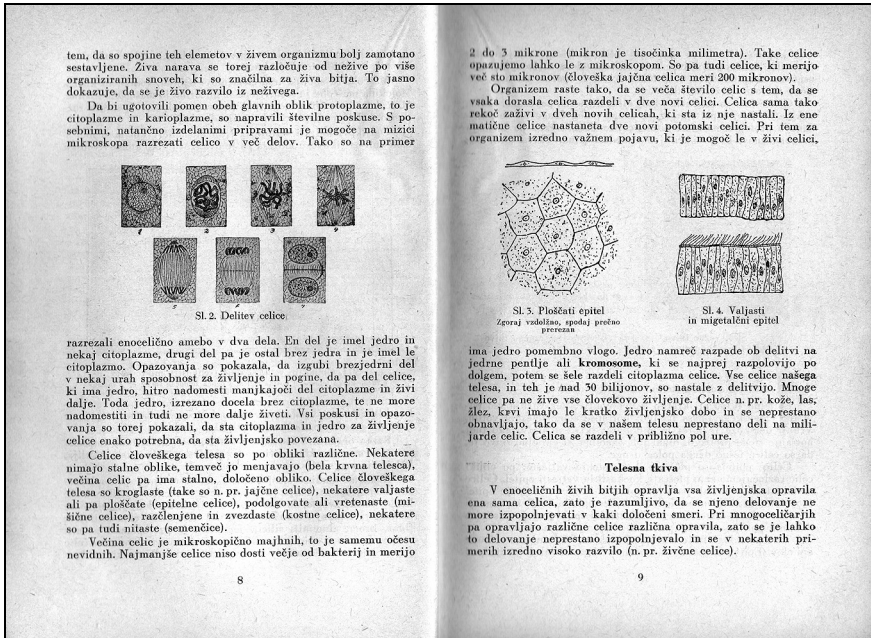 tem, da so spojine teh elemetov v živem organizmu bolj zamotano
sestavljene. Živa narava se torej razločuje od nežive po više
organiziranih snoveh, ki so značilna za živa bitja. To jasno
dokazuje, da se je živo razvilo iz neživega.
Da bi ugotovili pomen obeh glavnih oblik protoplazme, to je
citoplazme in karioplazme, so napravili številne poskuse. S po-
sebnimi, natančno izdelanimi pripravami je mogoče na mizici
mikroskopa razrezati celico v več delov. Tako so na primer
1 2 3 4
5 6 7
Sl. 2. Delitev celice
razrezali enocelično amebo v dva dela. En del je imel jedro in
nekaj citoplazme, drugi del pa je ostal brez jedra in je imel le
citoplazmo. Opazovanja so pokazala, da izgubi brezjedrni del
v nekaj urah sposobnost za življenje in pogine, da pa del celice,
ki ima jedro, hitro nadomesti manjkajoči del citoplazme in živi
dalje. Toda jedro, izrezano docela brez citoplazme, te ne more
nadomestiti in tudi ne more dalje živeti. Vsi poskusi in opazo-
vanja so torej pokazali, da sta citoplazma in jedro za življenje
celice enako potrebna, da sta življenjsko povezana.
Celice človeškega telesa so po obliki različne. Nekatere
nimajo stalne oblike, temveč jo menjavajo (bela krvna telesca),
večina celic pa ima stalno, določeno obliko. Celice človeškega
telesa so kroglaste (take so n. pr. jajčne celice), nekatere valjaste
ali pa ploščate (epitelne celice), podolgovate ali vretenaste (mi-
šične celice), razčlenjene in zvezdaste (kostne celice), nekatere
so pa tudi nitaste (semenčice).
Večina celic je mikroskopično majhnih, to je samemu očesu
nevidnih. Najmanjše celice niso dosti večje od bakterij in merijo
8
2 do 3 mikrone (mikron je tisočinka milimetra). Take celice
opazujemo lahko le z mikroskopom. So pa tudi celice, ki merijo
več sto mikronov (človeška jajčna celica meri 200 mikronov).
Organizem raste tako, da se veča število celic s tem, da se
vsaka dorasla celica razdeli v dve novi celici. Celica sama tako
rekoč zaživi v dveh novih celicah, ki sta iz nje nastali. Iz ene
matične celice nastaneta dve novi potomski celici. Pri tem za
organizem izredno važnem pojavu, ki je mogoč le v živi celici,
Sl. 3. Ploščati epitel
Zgoraj vzdolžno, spodaj prečno
prerezan
Sl. 4. Valjasti
in migetalčni epitel
ima jedro pomembno vlogo. Jedro namreč razpade ob delitvi na
jedrne pentlje ali kromosome, ki se najprej razpolovijo po
dolgem, potem se šele razdeli citoplazma celice. Vse celice našega
telesa, in teh je nad 30 bilijonov, so nastale z delitvijo. Mnoge
celice pa ne žive vse človekovo življenje. Celice n. pr. kože, las,
žlez, krvi imajo le kratko življenjsko dobo in se neprestano
obnavljajo, tako da se v našem telesu neprestano deli na mili-
jarde celic. Celica se razdeli v približno pol ure.
Telesna tkiva
V enoceličnih živih bitjih opravlja vsa življenjska opravila
ena sama celica, zato je razumljivo, da se njeno delovanje ne
more izpopolnjevati v kaki določeni smeri. Pri mnogoceličarjih
pa opravljajo različne celice različna opravila, zato se je lahko
to delovanje neprestano izpopolnjevalo in se v nekaterih pri-
merih izredno visoko razvilo (n. pr. živčne celice).
9